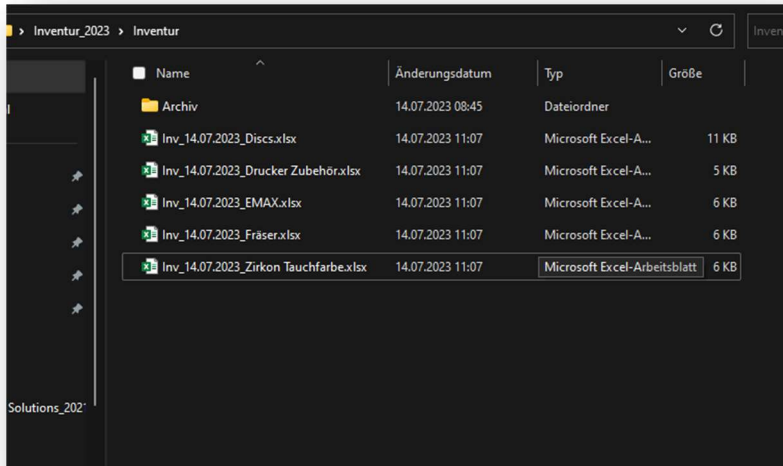 › Inventur_2023 › Inventur
Inven
Name Änderungsdatum Typ Größe
Archiv 14.07.2023 08:45 Dateiordner
Inv_14.07.2023_Discs.xlsx 14.07.2023 11:07 Microsoft Excel-A... 11 KB
Inv_14.07.2023_Drucker Zubehör.xlsx 14.07.2023 11:07 Microsoft Excel-A... 5 KB
Inv_14.07.2023_EMAX.xlsx 14.07.2023 11:07 Microsoft Excel-A... 6 KB
Inv_14.07.2023_Fräser.xlsx 14.07.2023 11:07 Microsoft Excel-A... 6 KB
Inv_14.07.2023_Zirkon Tauchfarbe.xlsx 14.07.2023 11:07 Microsoft Excel-Arbeitsblatt 6 KB
Solutions_202